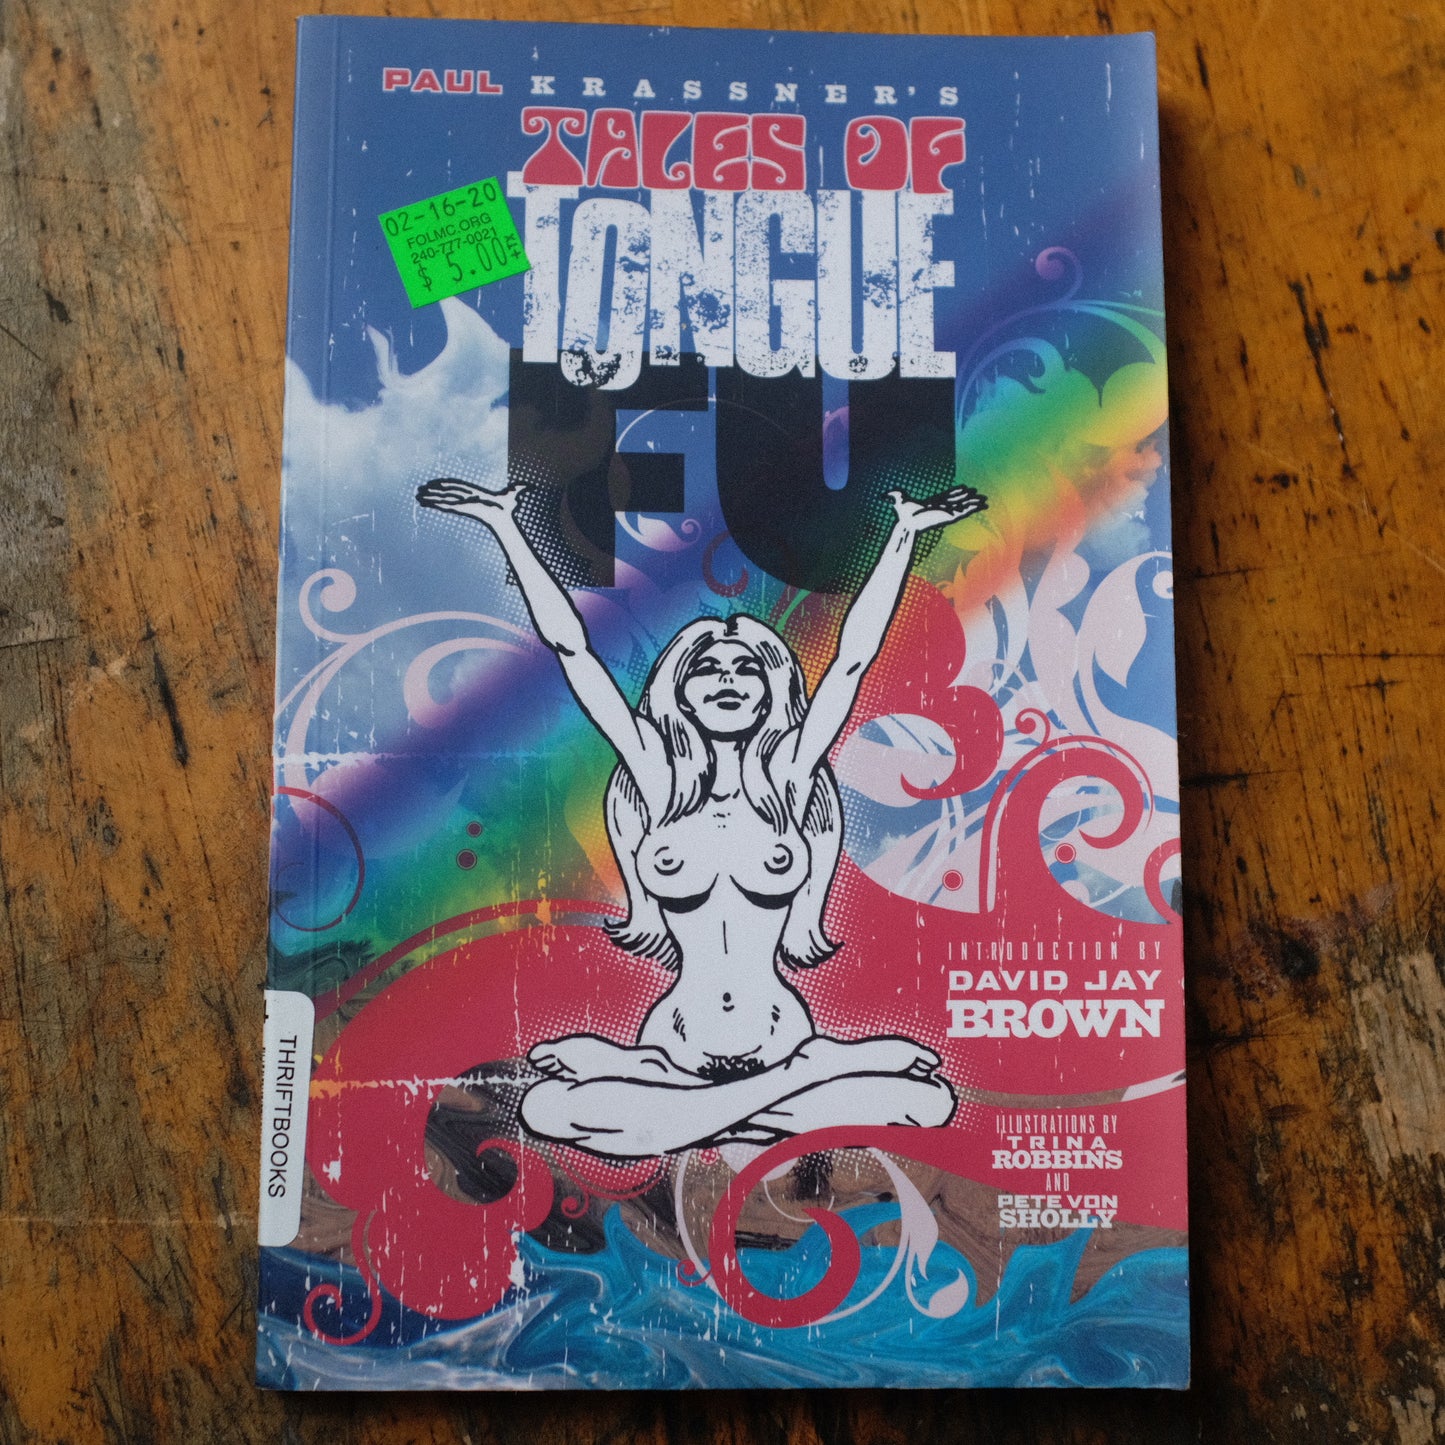 PAUL KRASSNER'S
TALES OF
TONGUE
FU
02-16-20
FOLMC.ORG
240-777-0021
$ 5.00
+TX
INTRODUCTION BY
DAVID JAY
BROWN
ILLUSTRATIONS BY
TRINA
ROBBINS
AND
PETE VON
SHOLLY
THRIFTBOOKS